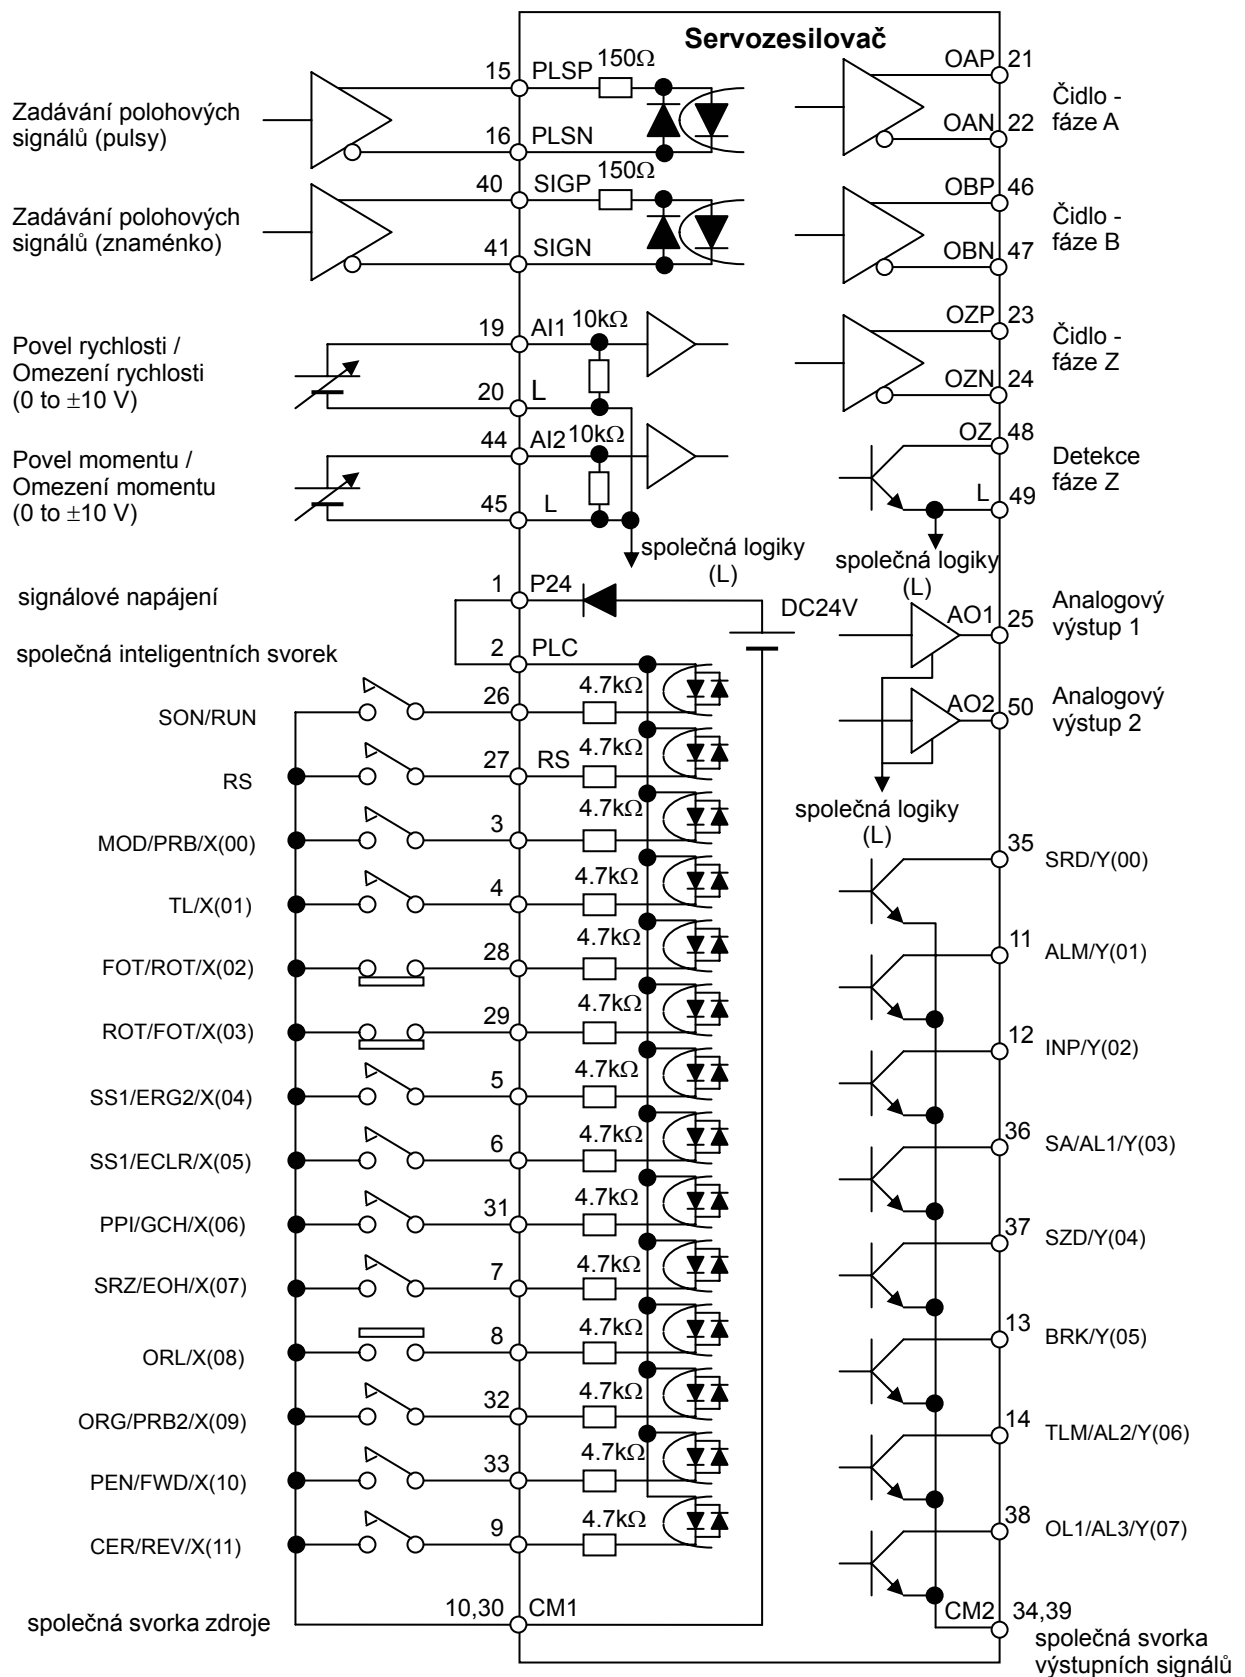 Servozesilovač
Zadávání polohových
signálů (pulsy)
15 PLSP 150Ω
16 PLSN
Zadávání polohových
signálů (znaménko)
40 SIGP 150Ω
41 SIGN
Povel rychlosti /
Omezení rychlosti
(0 to ±10 V)
19 AI1 10kΩ
20 L
Povel momentu /
Omezení momentu
(0 to ±10 V)
44 AI2 10kΩ
45 L
společná logiky
(L)
OAP 21
OAN 22
Čidlo -
fáze A
OBP 46
OBN 47
Čidlo -
fáze B
OZP 23
OZN 24
Čidlo -
fáze Z
OZ 48
L 49
Detekce
fáze Z
společná logiky
(L)
AO1 25
Analogový
výstup 1
AO2 50
Analogový
výstup 2
společná logiky
(L)
signálové napájení
1 P24
DC24V
společná inteligentních svorek
2 PLC
SON/RUN 26 4.7kΩ
RS 27 RS 4.7kΩ
MOD/PRB/X(00) 3 4.7kΩ
TL/X(01) 4 4.7kΩ
FOT/ROT/X(02) 28 4.7kΩ
ROT/FOT/X(03) 29 4.7kΩ
SS1/ERG2/X(04) 5 4.7kΩ
SS1/ECLR/X(05) 6 4.7kΩ
PPI/GCH/X(06) 31 4.7kΩ
SRZ/EOH/X(07) 7 4.7kΩ
ORL/X(08) 8 4.7kΩ
ORG/PRB2/X(09) 32 4.7kΩ
PEN/FWD/X(10) 33 4.7kΩ
CER/REV/X(11) 9 4.7kΩ
společná svorka zdroje
10,30 CM1
35 SRD/Y(00)
11 ALM/Y(01)
12 INP/Y(02)
36 SA/AL1/Y(03)
37 SZD/Y(04)
13 BRK/Y(05)
14 TLM/AL2/Y(06)
38 OL1/AL3/Y(07)
CM2 34,39
společná svorka
výstupních signálů